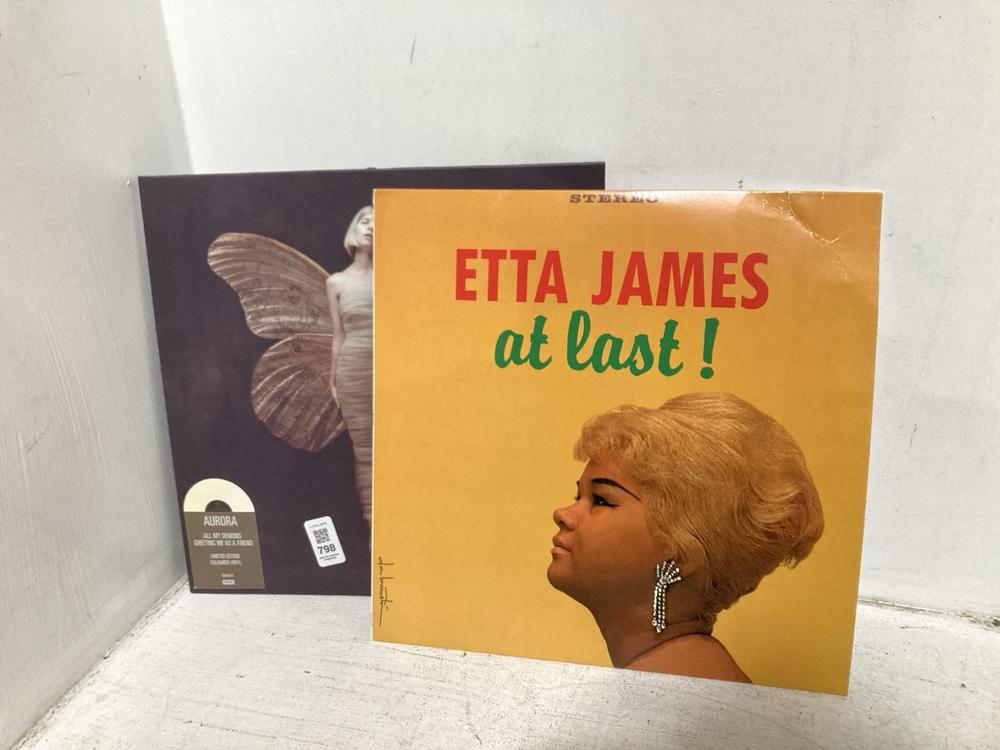 STEREO
ETTA JAMES
at last!
AURORA
ALL MY DEMONS
GREETING ME AS A FRIEND
LIMITED EDITION
COLOURED VINYL
798